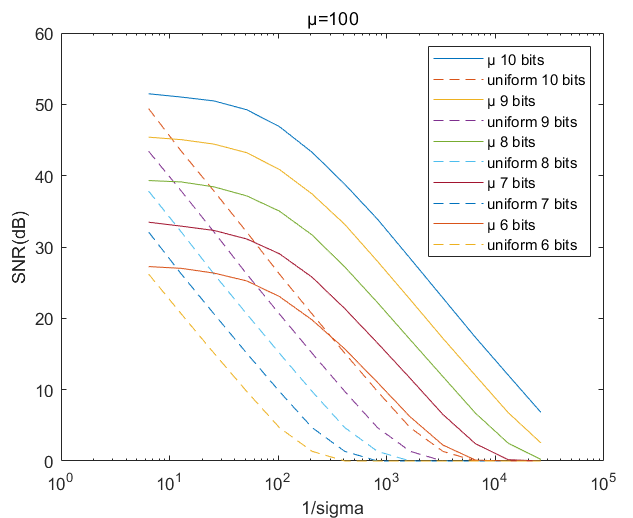 μ=100
60
50
40
30
20
10
0
SNR(dB)
10^0
10^1
10^2
10^3
10^4
10^5
1/sigma
μ 10 bits
uniform 10 bits
μ 9 bits
uniform 9 bits
μ 8 bits
uniform 8 bits
μ 7 bits
uniform 7 bits
μ 6 bits
uniform 6 bits